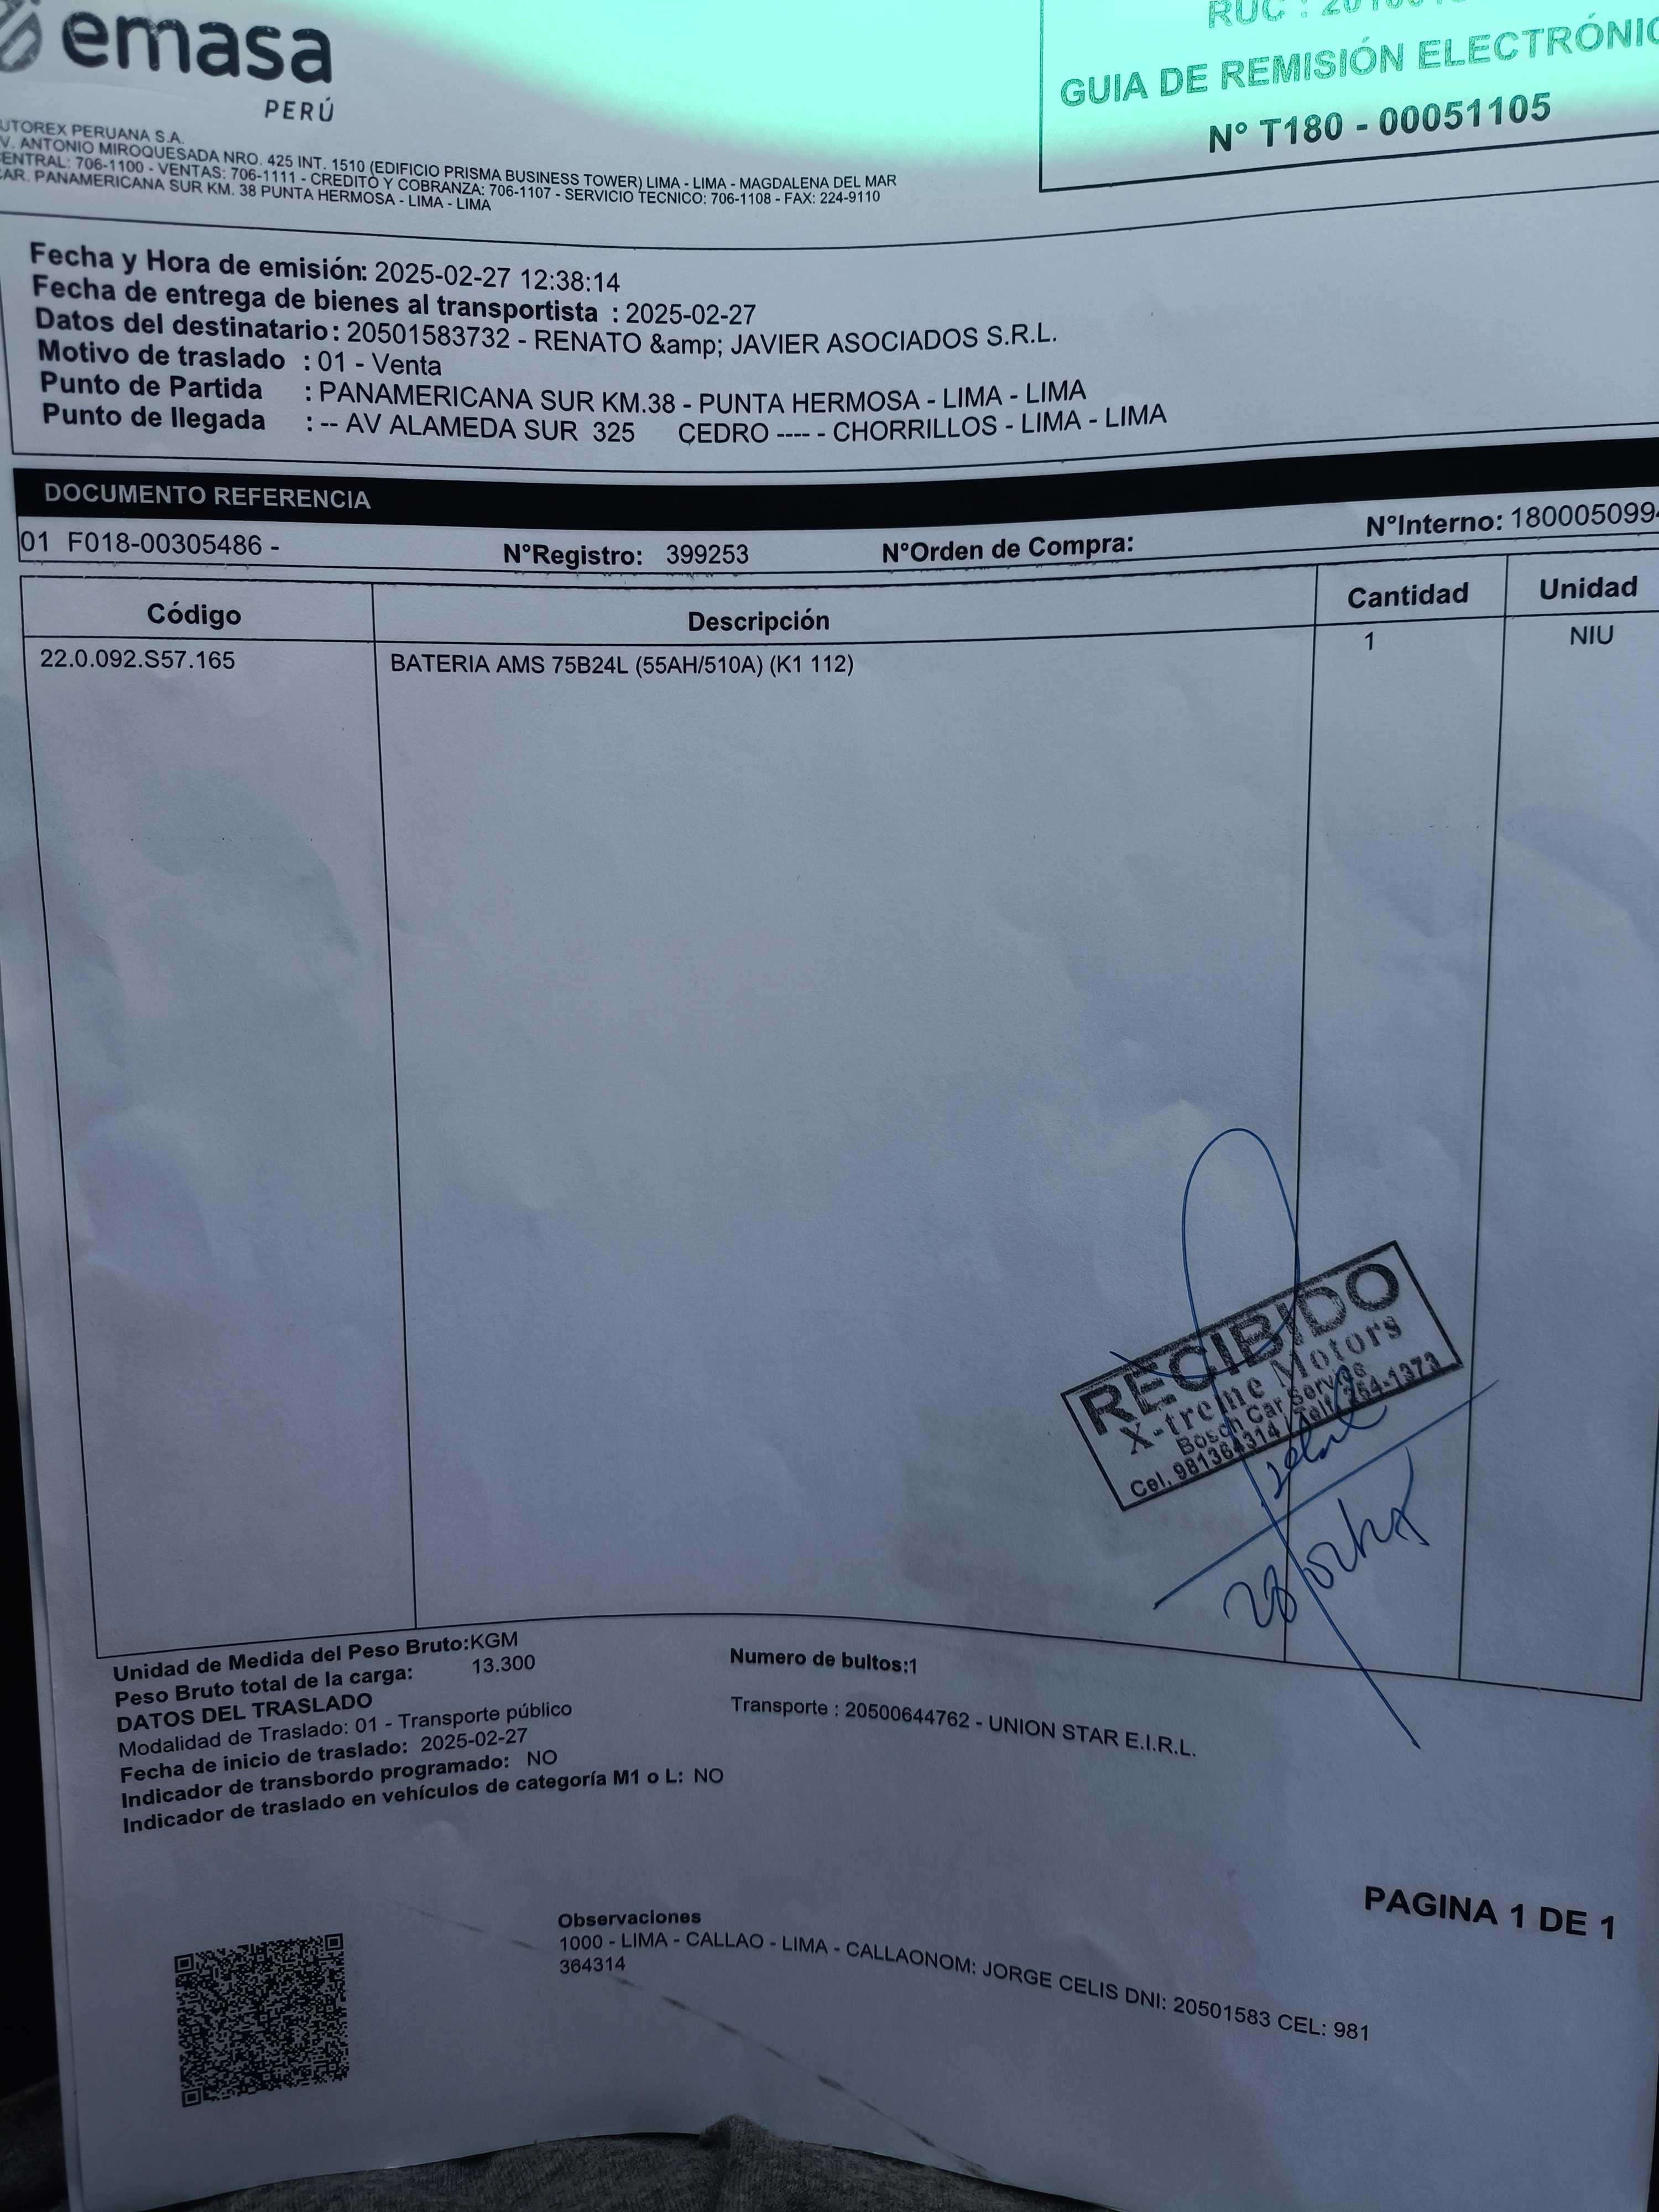 emasa
PERÚ
RUC :
GUIA DE REMISIÓN ELECTRÓNIC
N° T180 - 00051105
UTOREX PERUANA S.A.
V. ANTONIO MIROQUESADA NRO. 425 INT. 1510 (EDIFICIO PRISMA BUSINESS TOWER) LIMA - LIMA - MAGDALENA DEL MAR
ENTRAL: 706-1100 - VENTAS: 706-1111 - CREDITO Y COBRANZA: 706-1107 - SERVICIO TECNICO: 706-1108 - FAX: 224-9110
AR. PANAMERICANA SUR KM. 38 PUNTA HERMOSA - LIMA - LIMA
Fecha y Hora de emisión: 2025-02-27 12:38:14
Fecha de entrega de bienes al transportista : 2025-02-27
Datos del destinatario: 20501583732 - RENATO &amp; JAVIER ASOCIADOS S.R.L.
Motivo de traslado : 01 - Venta
Punto de Partida : PANAMERICANA SUR KM.38 - PUNTA HERMOSA - LIMA - LIMA
Punto de llegada : -- AV ALAMEDA SUR 325 CEDRO ---- - CHORRILLOS - LIMA - LIMA
DOCUMENTO REFERENCIA
01 F018-00305486 - N°Registro: 399253 N°Orden de Compra: N°Interno: 180005099
Código Descripción Cantidad Unidad
22.0.092.S57.165 BATERIA AMS 75B24L (55AH/510A) (K1 112) 1 NIU
RECIBIDO
X-treme Motors
Bosch Car Service
Cel. 981364314 / Telf. 254-1373
Unidad de Medida del Peso Bruto:KGM
Peso Bruto total de la carga: 13.300
Numero de bultos:1
DATOS DEL TRASLADO
Modalidad de Traslado: 01 - Transporte público
Transporte : 20500644762 - UNION STAR E.I.R.L.
Fecha de inicio de traslado: 2025-02-27
Indicador de transbordo programado: NO
Indicador de traslado en vehículos de categoría M1 o L: NO
PAGINA 1 DE 1
Observaciones
1000 - LIMA - CALLAO - LIMA - CALLAONOM: JORGE CELIS DNI: 20501583 CEL: 981
364314